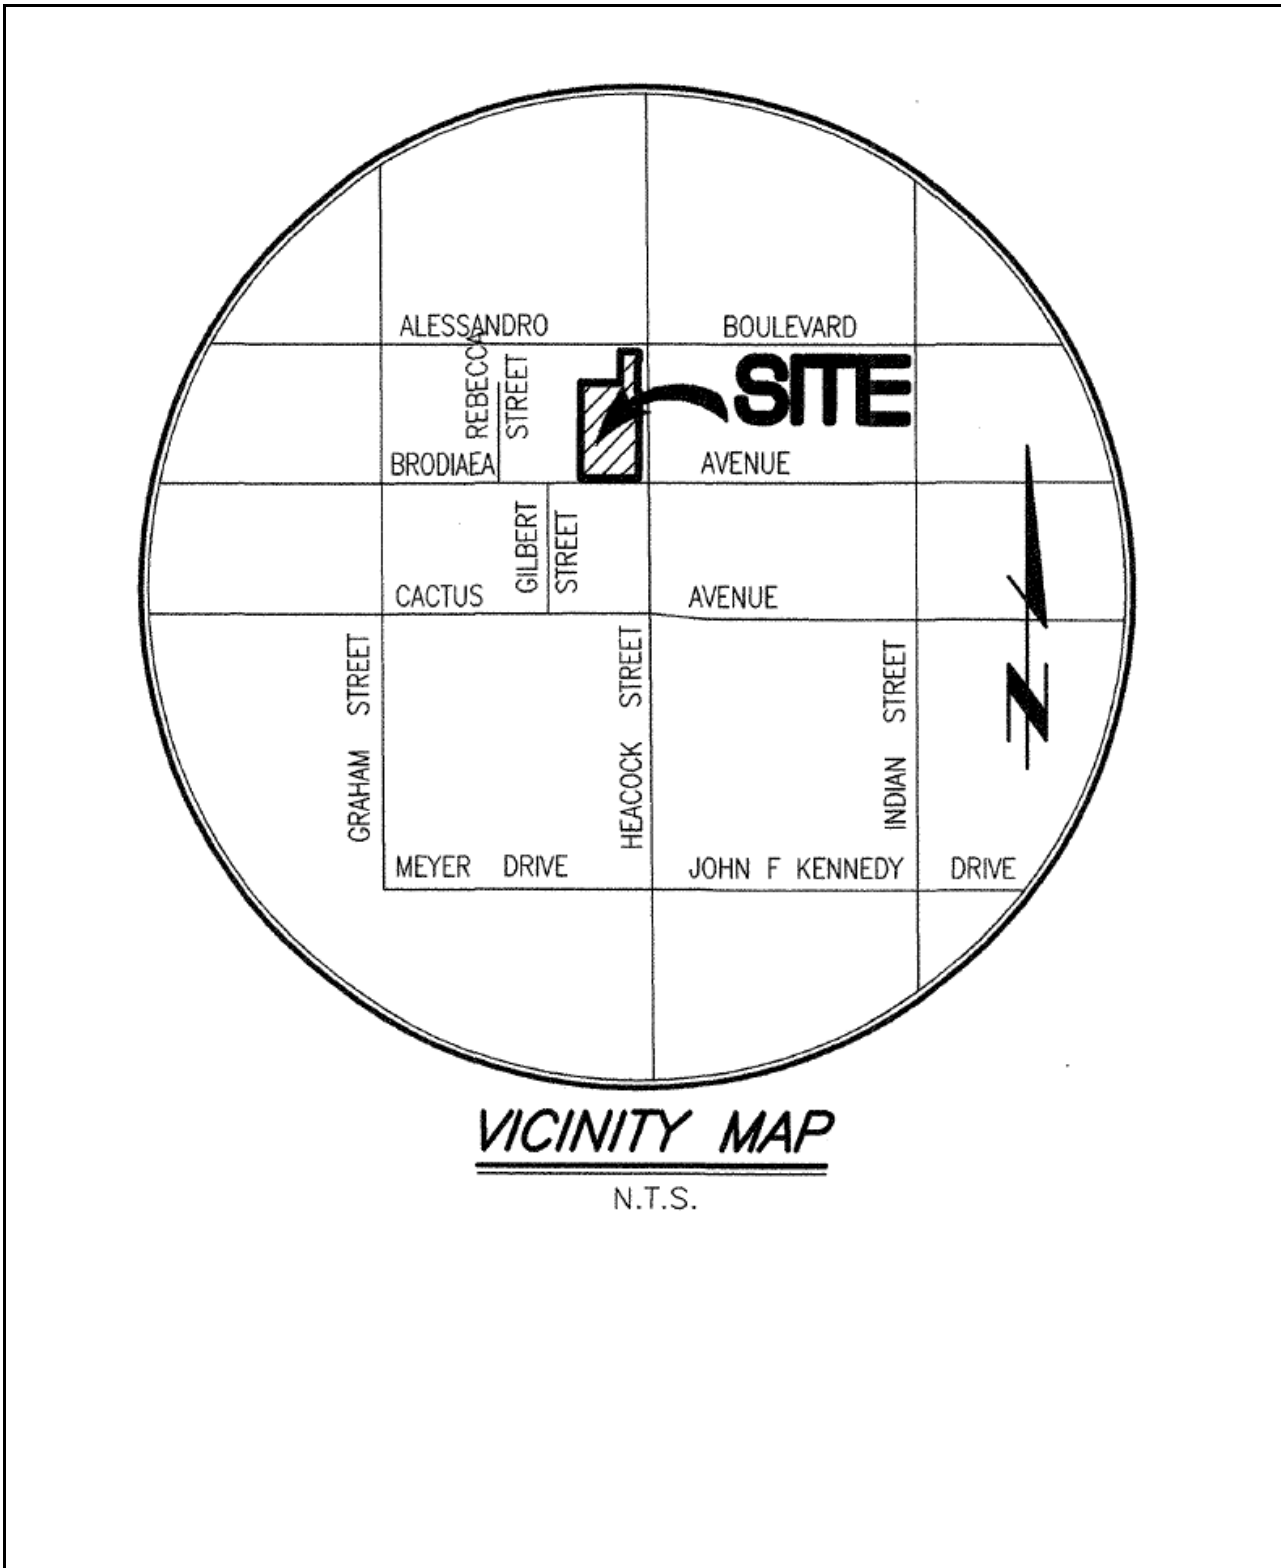 ALESSANDRO BOULEVARD
REBECCA
STREET
SITE
BRODIAEA AVENUE
GILBERT
STREET
CACTUS AVENUE
GRAHAM STREET
HEACOCK STREET
INDIAN STREET
N
MEYER DRIVE JOHN F KENNEDY DRIVE
VICINITY MAP
N.T.S.